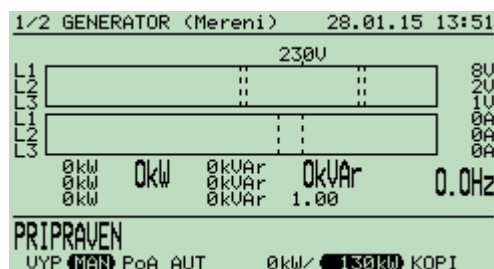 1/2 GENERATOR (Mereni) 28.01.15 13:51
230V
L1 8V
L2 2V
L3 1V
L1 0A
L2 0A
L3 0A
0kW 0kW 0kVAr 0kVAr 0.0Hz
0kW 0kVAr
0kW 0kVAr 1.00
PRIPRAVEN
VYP MAN PoA AUT 0kW/ 130kW KOPI